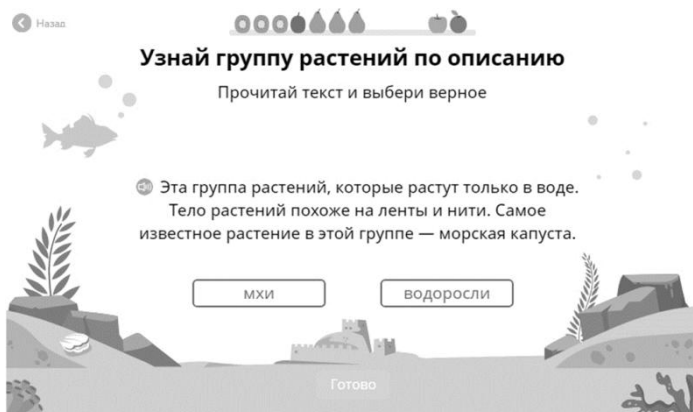 Назад
Узнай группу растений по описанию
Прочитай текст и выбери верное
Эта группа растений, которые растут только в воде.
Тело растений похоже на ленты и нити. Самое
известное растение в этой группе — морская капуста.
мхи
водоросли
Готово